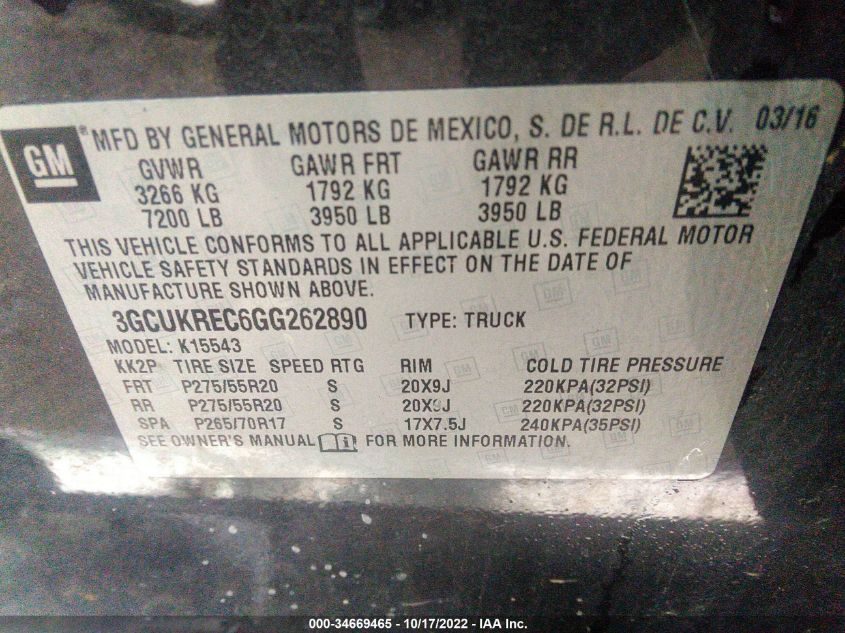 GM ® MFD BY GENERAL MOTORS DE MEXICO, S. DE R.L. DE C.V. 03/16
GVWR GAWR FRT GAWR RR
3266 KG 1792 KG 1792 KG
7200 LB 3950 LB 3950 LB
THIS VEHICLE CONFORMS TO ALL APPLICABLE U.S. FEDERAL MOTOR
VEHICLE SAFETY STANDARDS IN EFFECT ON THE DATE OF
MANUFACTURE SHOWN ABOVE.
3GCUKREC6GG262890 TYPE: TRUCK
MODEL: K15543
KK2P TIRE SIZE SPEED RTG RIM COLD TIRE PRESSURE
FRT P275/55R20 S 20X9J 220KPA(32PSI)
RR P275/55R20 S 20X9J 220KPA(32PSI)
SPA P265/70R17 S 17X7.5J 240KPA(35PSI)
SEE OWNER'S MANUAL FOR MORE INFORMATION.
000-34669465 - 10/17/2022 - IAA Inc.